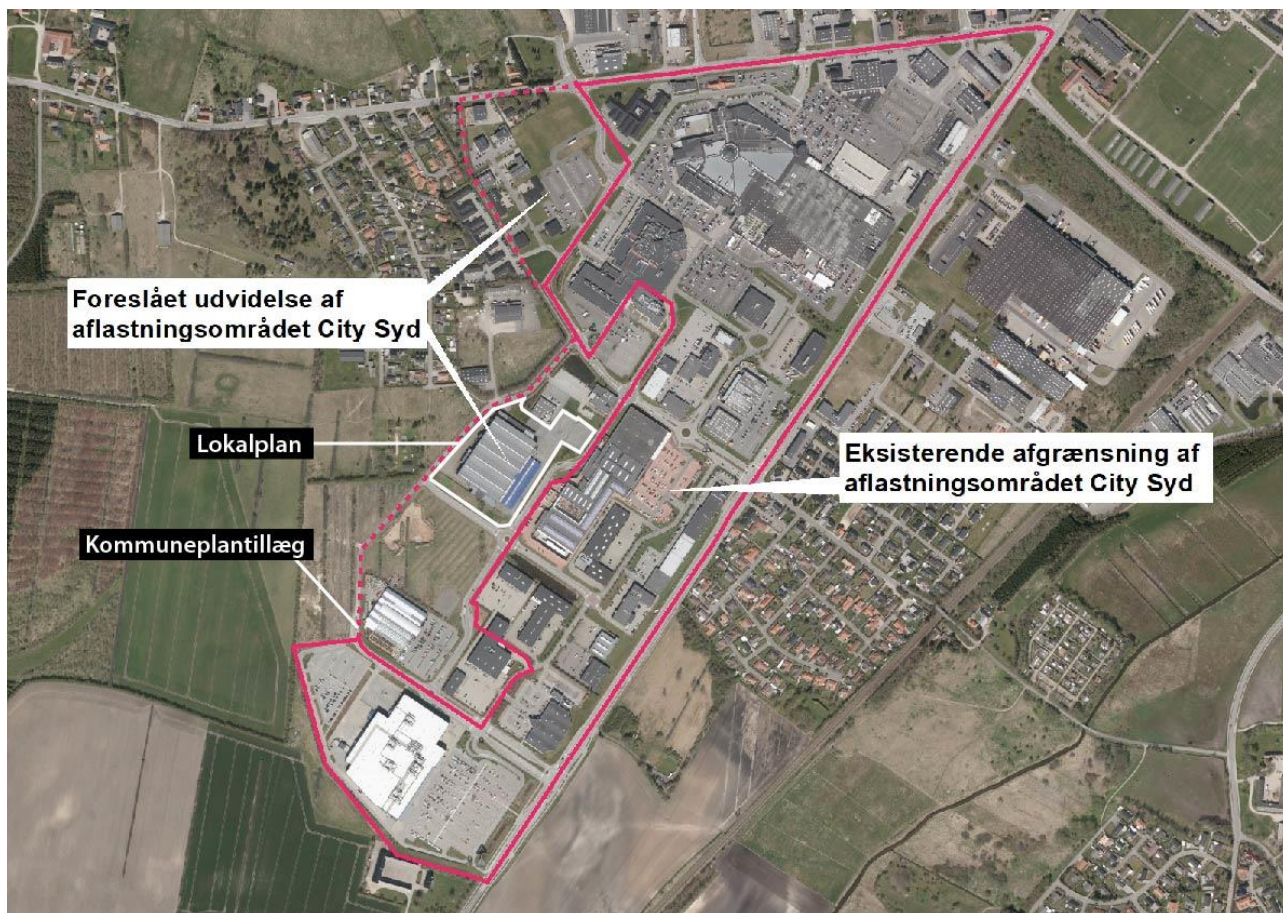 Foreslået udvidelse af
aflastningsområdet City Syd
Lokalplan
Eksisterende afgrænsning af
aflastningsområdet City Syd
Kommuneplantillæg